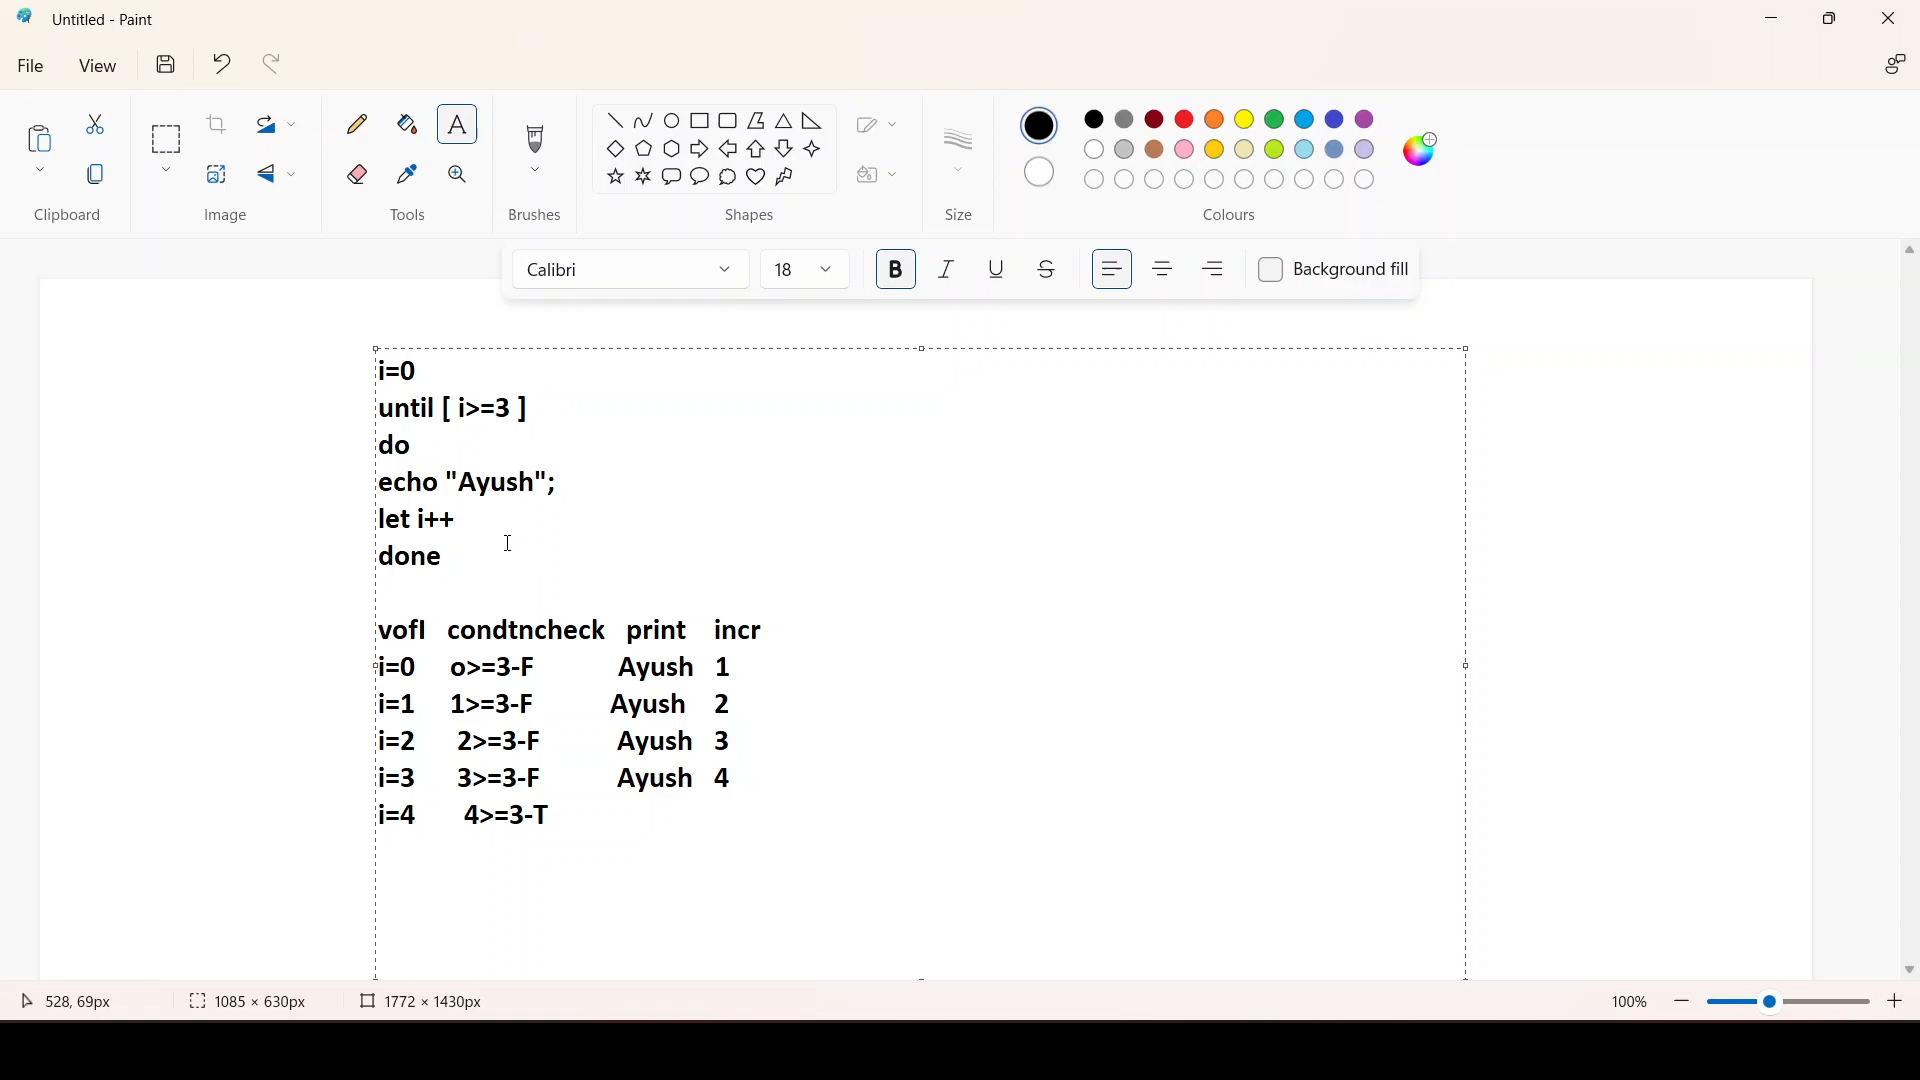 Untitled - Paint
File View
Clipboard Image Tools Brushes Shapes Size Colours
Calibri 18 B I U S Background fill
i=0
until [ i>=3 ]
do
echo "Ayush";
let i++
done
vofI condtncheck print incr
i=0 o>=3-F Ayush 1
i=1 1>=3-F Ayush 2
i=2 2>=3-F Ayush 3
i=3 3>=3-F Ayush 4
i=4 4>=3-T
528, 69px 1085 × 630px 1772 × 1430px 100%